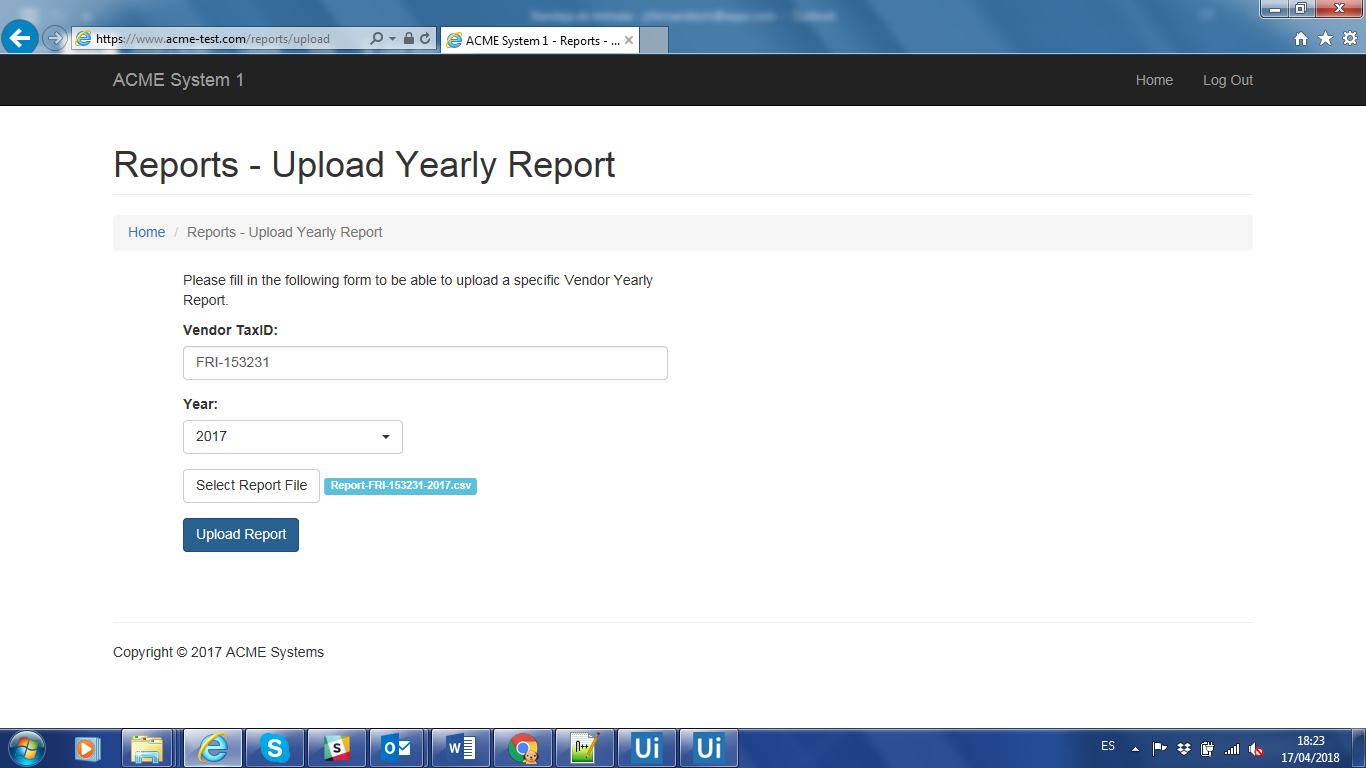 https://www.acme-test.com/reports/upload
ACME System 1 - Reports - ...
ACME System 1
Home
Log Out
Reports - Upload Yearly Report
Home / Reports - Upload Yearly Report
Please fill in the following form to be able to upload a specific Vendor Yearly
Report.
Vendor TaxID:
FRI-153231
Year:
2017
Select Report File
Report-FRI-153231-2017.csv
Upload Report
Copyright © 2017 ACME Systems
Ui
Ui
ES
18:23
17/04/2018